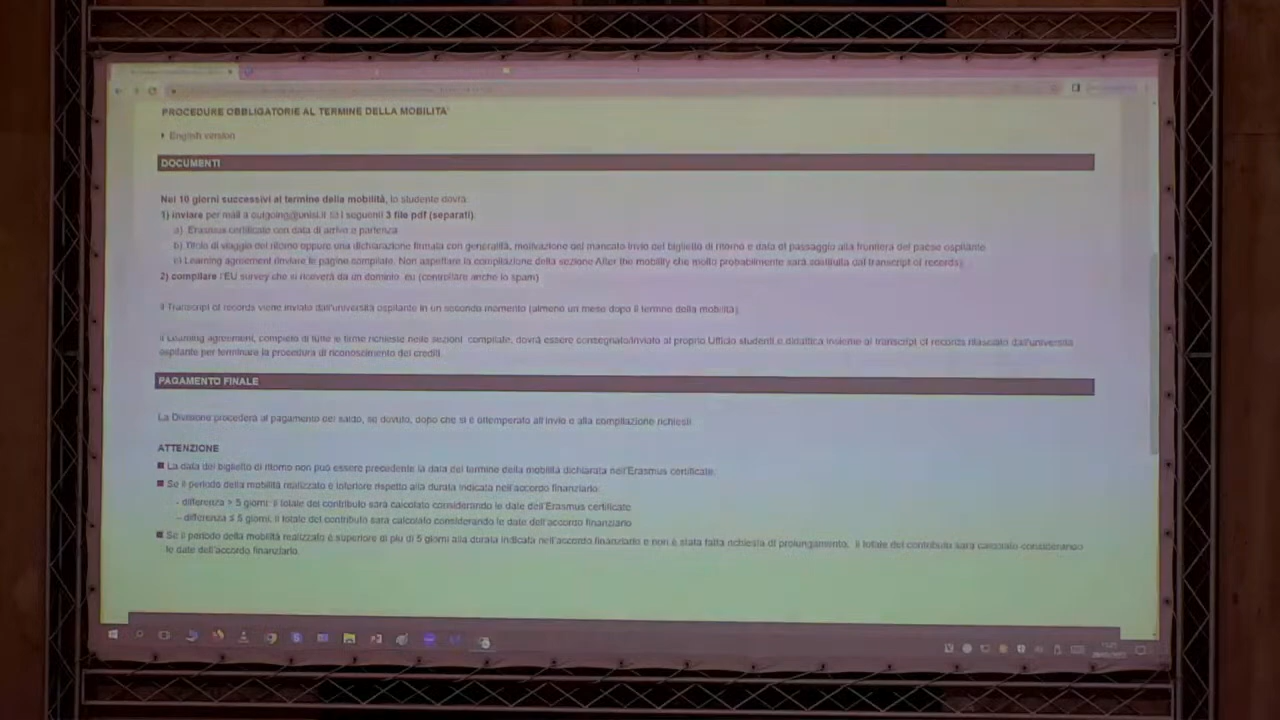 PROCEDURE OBBLIGATORIE AL TERMINE DELLA MOBILITA'
English version
DOCUMENTI
Nei 10 giorni successivi al termine della mobilità, lo studente dovrà:
1) inviare per mail a outgoing@unisi.it i seguenti 3 file pdf (separati)
a) Erasmus certificate con data di arrivo e partenza
b) Titolo di viaggio del ritorno oppure una dichiarazione firmata con generalità, motivazione del mancato invio del biglietto di ritorno e data di passaggio alla frontiera del paese ospitante
c) Learning agreement (inviare le pagine compilate. Non aspettare la compilazione della sezione After the mobility che molto probabilmente sarà sostituita dal transcript of records)
2) compilare l'EU survey che si riceverà da un dominio .eu (controllare anche lo spam)
Il Transcript of records viene inviato dall'università ospitante in un secondo momento (almeno un mese dopo il termine della mobilità)
Il Learning agreement, completo di tutte le firme richieste nelle sezioni compilate, dovrà essere consegnato/inviato al proprio Ufficio studenti e didattica insieme al transcript of records rilasciato dall'università
ospitante per terminare la procedura di riconoscimento dei crediti.
PAGAMENTO FINALE
La Divisione procederà al pagamento del saldo, se dovuto, dopo che si è ottemperato all'invio e alla compilazione richiesti.
ATTENZIONE
La data del biglietto di ritorno non può essere precedente la data del termine della mobilità dichiarata nell'Erasmus certificate.
Se il periodo della mobilità realizzato è inferiore rispetto alla durata indicata nell'accordo finanziario:
- differenza > 5 giorni: il totale del contributo sarà calcolato considerando le date dell'Erasmus certificate
- differenza ≤ 5 giorni: il totale del contributo sarà calcolato considerando le date dell'accordo finanziario
Se il periodo della mobilità realizzato è superiore di più di 5 giorni alla durata indicata nell'accordo finanziario e non è stata fatta richiesta di prolungamento, il totale del contributo sarà calcolato considerando
le date dell'accordo finanziario.